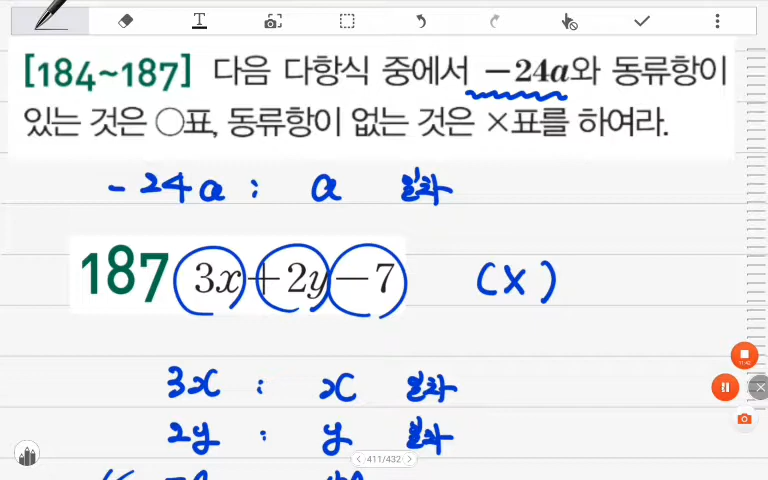 [184~187] 다음 다항식 중에서 -24a와 동류항이
있는 것은 ○표, 동류항이 없는 것은 ×표를 하여라.
-24a : a 일차
187 3x+2y-7 (X)
3x : x 일차
2y : y 일차
411/432